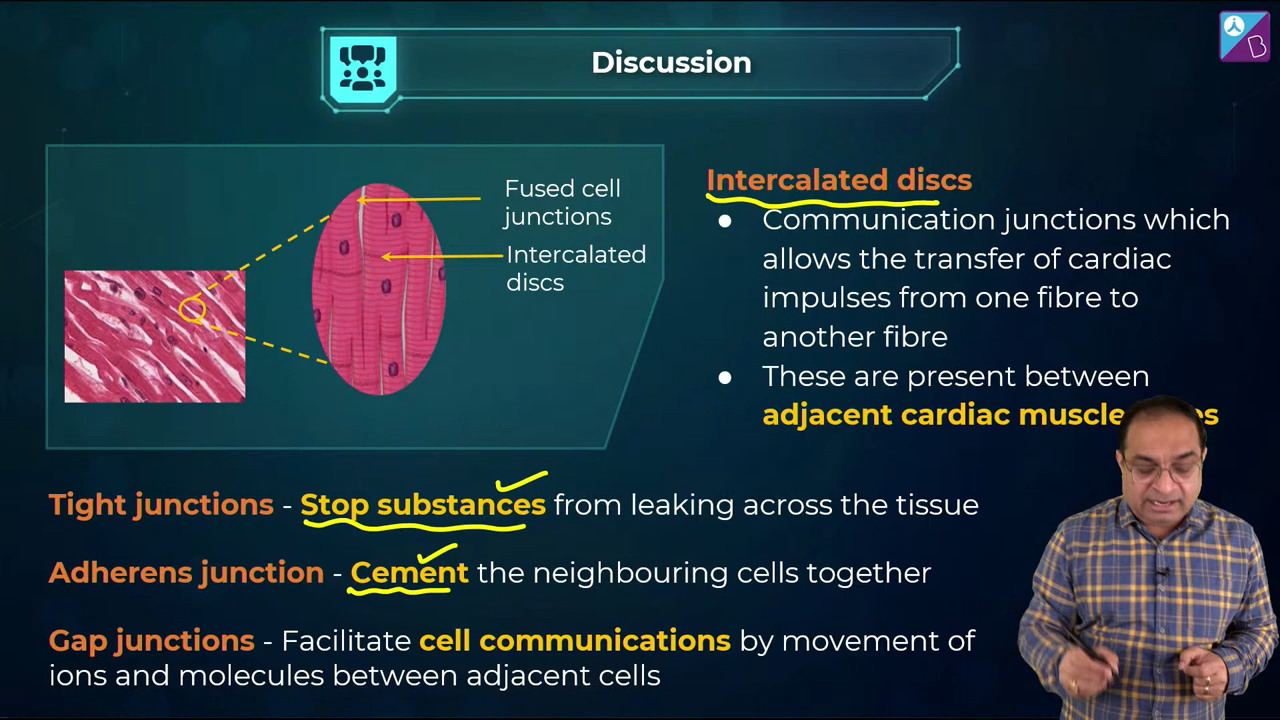 Discussion
Fused cell
junctions
Intercalated
discs
Intercalated discs
● Communication junctions which
allows the transfer of cardiac
impulses from one fibre to
another fibre
● These are present between
adjacent cardiac muscle
Tight junctions - Stop substances from leaking across the tissue
Adherens junction - Cement the neighbouring cells together
Gap junctions - Facilitate cell communications by movement of
ions and molecules between adjacent cells
B